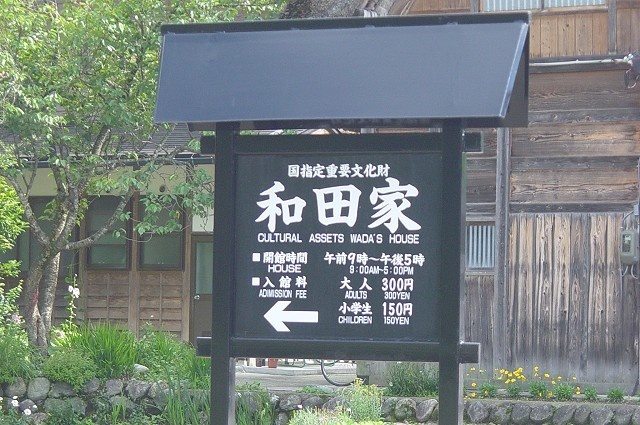 国指定重要文化財
和田家
CULTURAL ASSETS WADA'S HOUSE
■開館時間 午前9時〜午後5時
HOUSE 9:00AM~5:00PM
■入館料 大人 300円
ADIMISSION FEE ADULTS 300YEN
小学生 150円
CHILDREN 150YEN